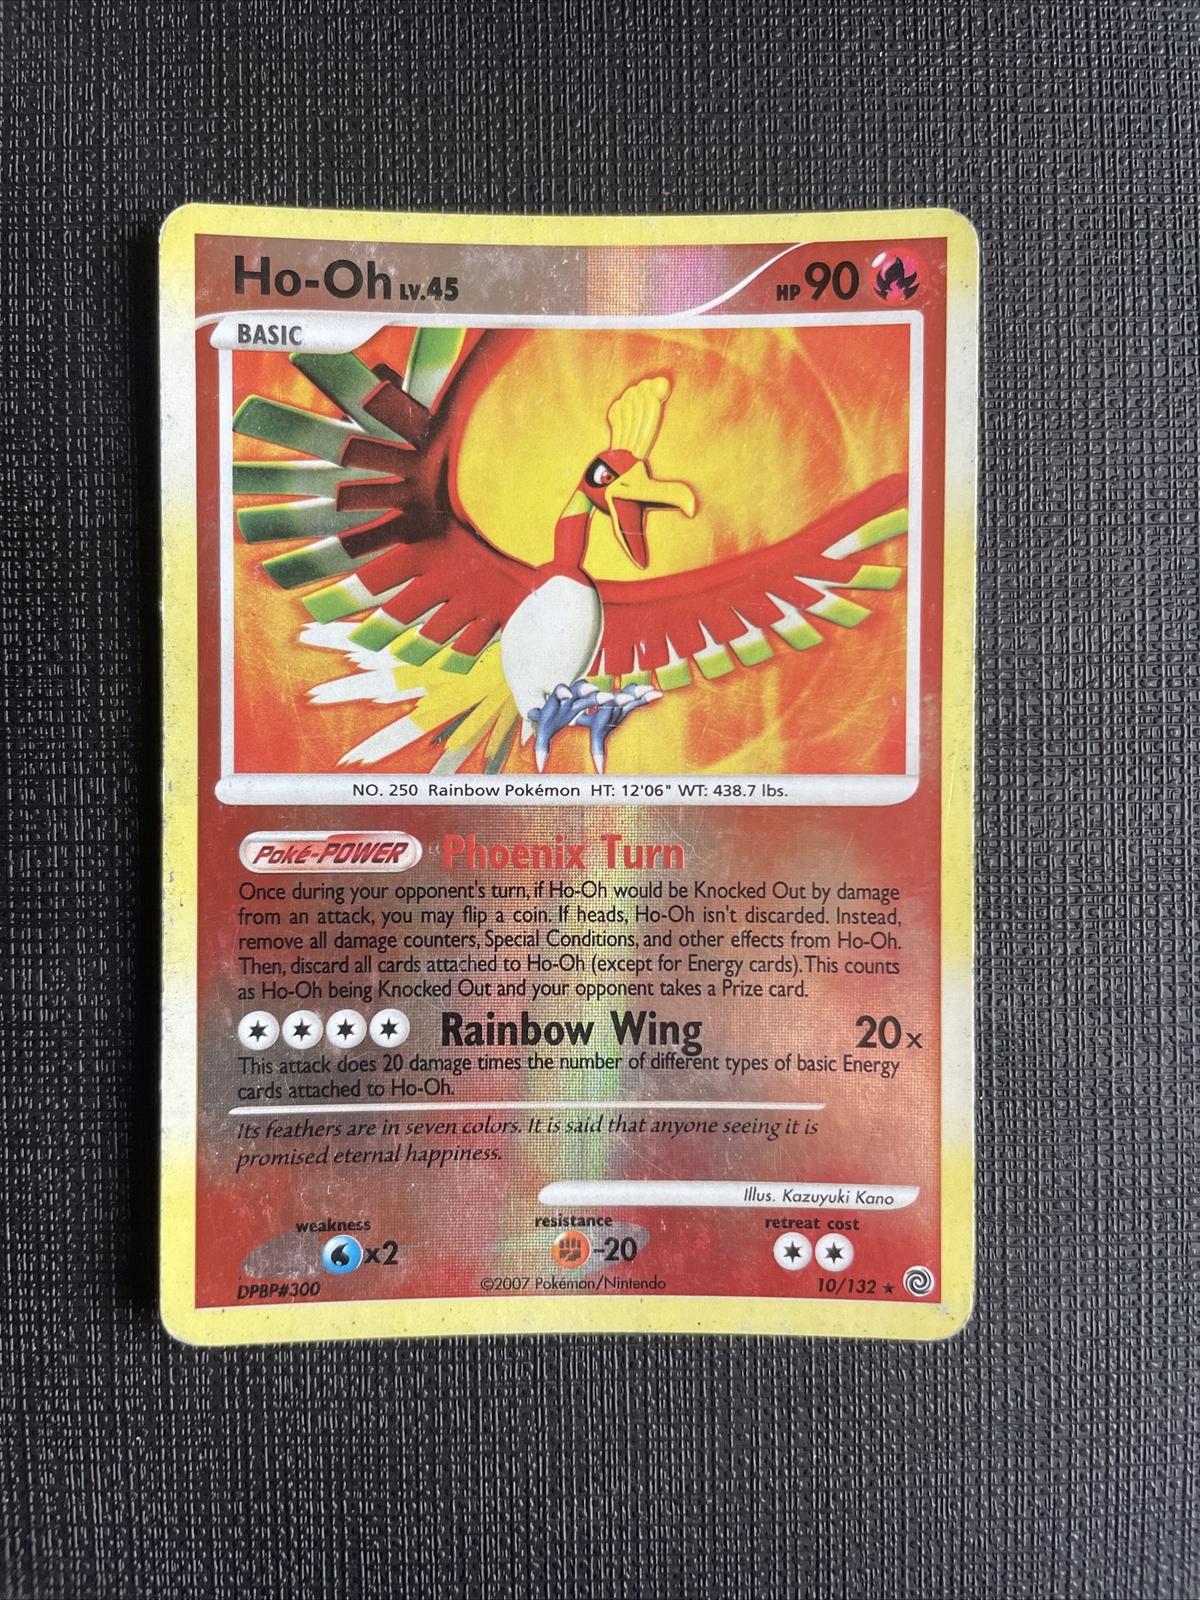 Ho-Oh LV.45 HP 90
BASIC
NO. 250 Rainbow Pokémon HT: 12'06" WT: 438.7 lbs.
Poké-POWER Phoenix Turn
Once during your opponent's turn, if Ho-Oh would be Knocked Out by damage
from an attack, you may flip a coin. If heads, Ho-Oh isn't discarded. Instead,
remove all damage counters, Special Conditions, and other effects from Ho-Oh.
Then, discard all cards attached to Ho-Oh (except for Energy cards). This counts
as Ho-Oh being Knocked Out and your opponent takes a Prize card.
Rainbow Wing 20x
This attack does 20 damage times the number of different types of basic Energy
cards attached to Ho-Oh.
Its feathers are in seven colors. It is said that anyone seeing it is
promised eternal happiness.
Illus. Kazuyuki Kano
weakness resistance retreat cost
x2 -20
DPBP#300 ©2007 Pokémon/Nintendo 10/132 ★